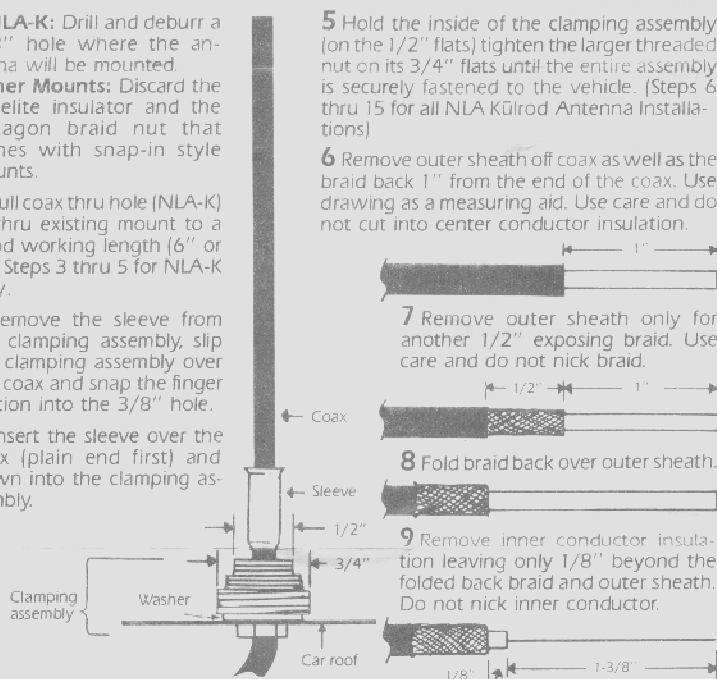 LA-K: Drill and deburr a
" hole where the an-
na will be mounted.
er Mounts: Discard the
elite insulator and the
agon braid nut that
es with snap-in style
unts.
ull coax thru hole (NLA-K)
thru existing mount to a
d working length (6" or
Steps 3 thru 5 for NLA-K
y.
emove the sleeve from
clamping assembly, slip
clamping assembly over
coax and snap the finger
tion into the 3/8" hole.
nsert the sleeve over the
x (plain end first) and
wn into the clamping as-
mbly.
Coax
Sleeve
1/2"
3/4"
Clamping
assembly
Washer
Car roof
5 Hold the inside of the clamping assembly
(on the 1/2" flats) tighten the larger threaded
nut on its 3/4" flats until the entire assembly
is securely fastened to the vehicle. (Steps 6
thru 15 for all NLA Külrod Antenna Installa-
tions)
6 Remove outer sheath off coax as well as the
braid back 1" from the end of the coax. Use
drawing as a measuring aid. Use care and do
not cut into center conductor insulation.
1"
7 Remove outer sheath only for
another 1/2" exposing braid. Use
care and do not nick braid.
1/2" 1"
8 Fold braid back over outer sheath.
9 Remove inner conductor insula-
tion leaving only 1/8" beyond the
folded back braid and outer sheath.
Do not nick inner conductor.
1/8" 1-3/8"